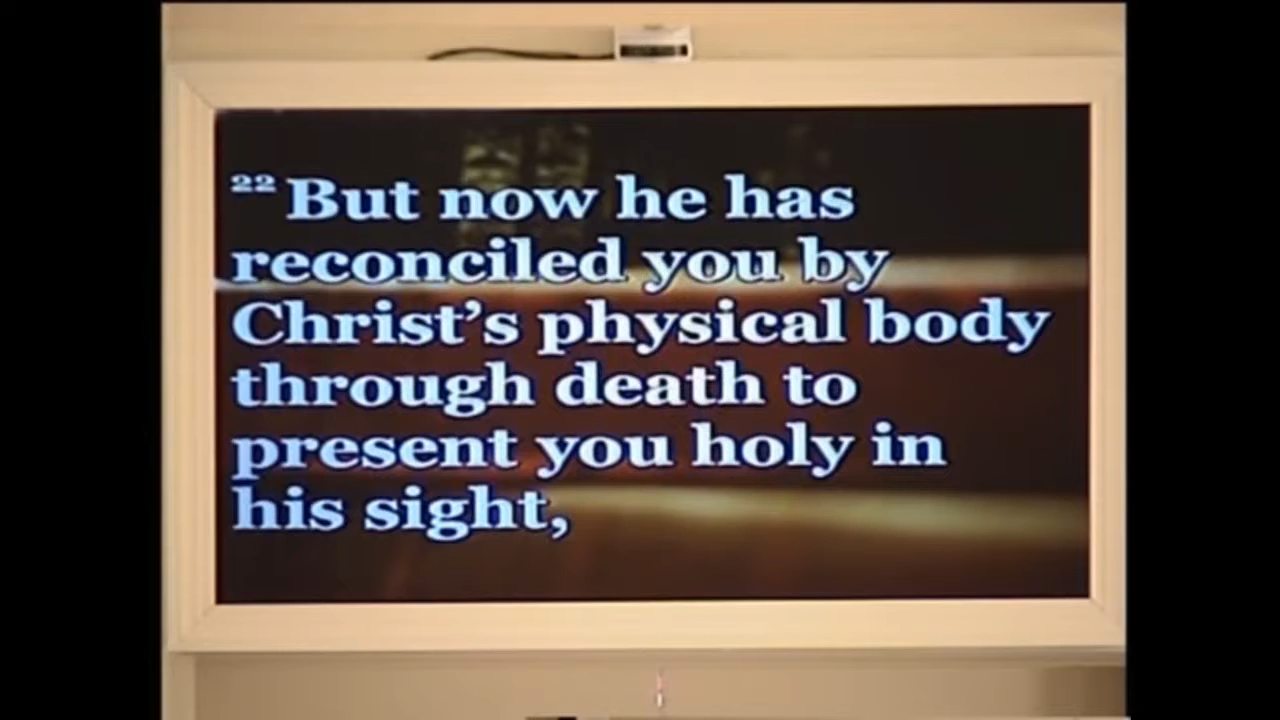 22 But now he has
reconciled you by
Christ's physical body
through death to
present you holy in
his sight,